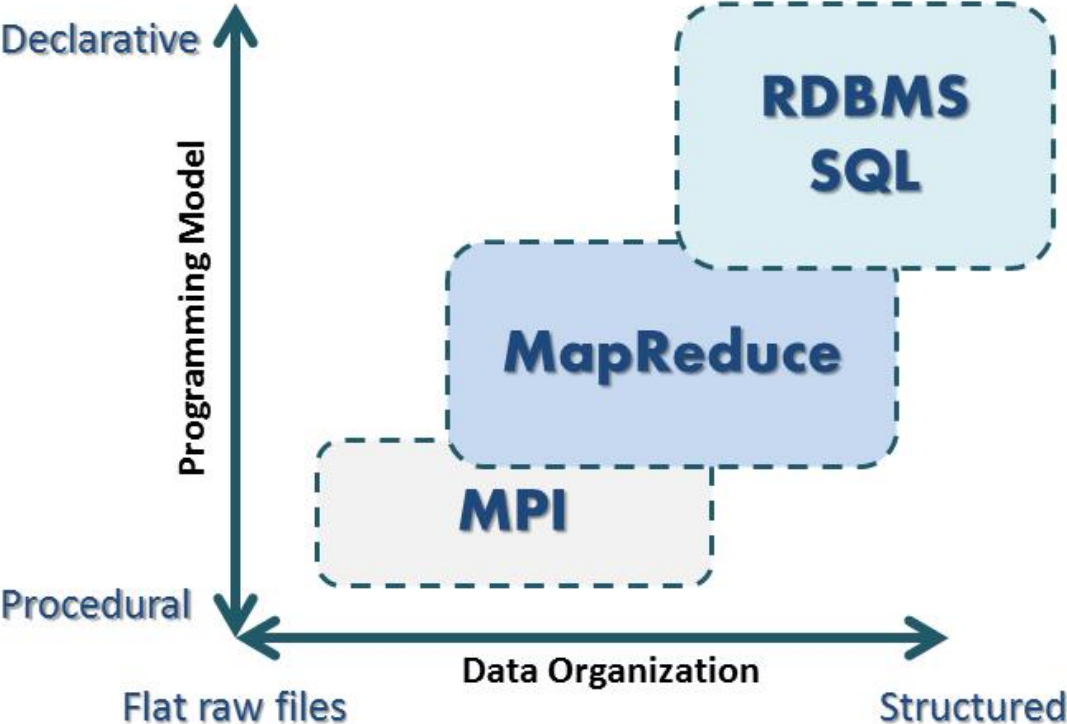 Declarative
RDBMS
SQL
Programming Model
MapReduce
MPI
Procedural
Data Organization
Flat raw files
Structured